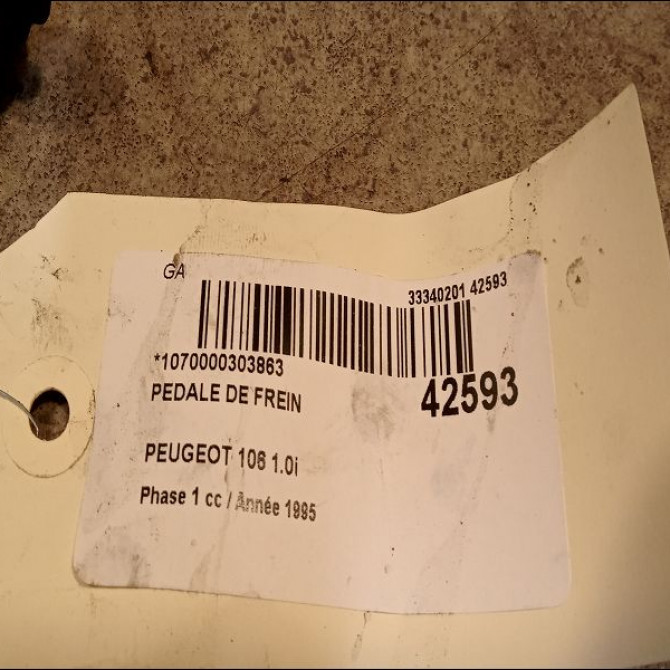 GA
33340201 42593
*1070000303863
42593
PEDALE DE FREIN
PEUGEOT 106 1.0i
Phase 1 cc / Année 1995